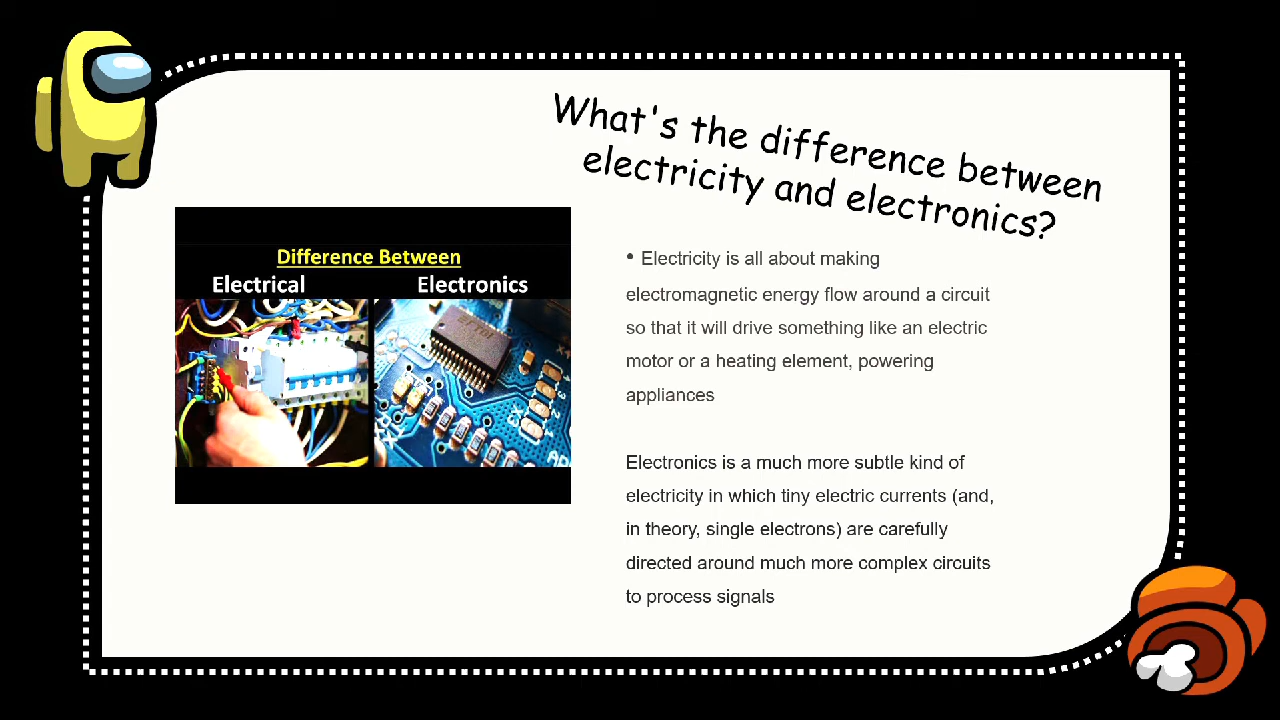 What's the difference between
electricity and electronics?
Difference Between
Electrical Electronics
• Electricity is all about making
electromagnetic energy flow around a circuit
so that it will drive something like an electric
motor or a heating element, powering
appliances
Electronics is a much more subtle kind of
electricity in which tiny electric currents (and,
in theory, single electrons) are carefully
directed around much more complex circuits
to process signals